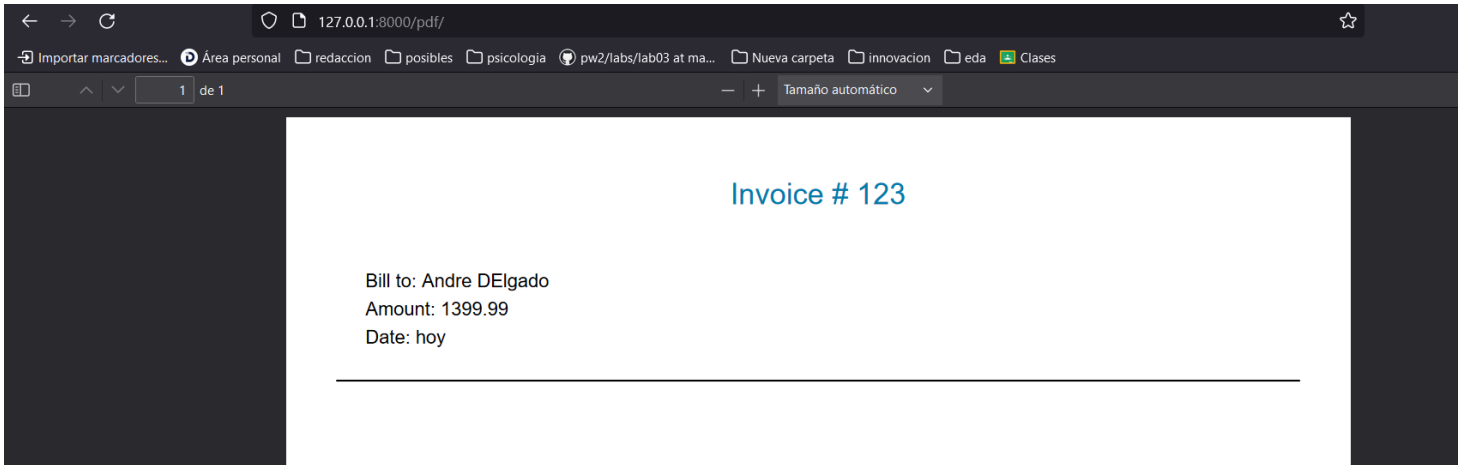 127.0.0.1:8000/pdf/
Importar marcadores... Área personal redaccion posibles psicologia pw2/labs/lab03 at ma... Nueva carpeta innovacion eda Clases
1 de 1 Tamaño automático
Invoice # 123
Bill to: Andre DElgado
Amount: 1399.99
Date: hoy